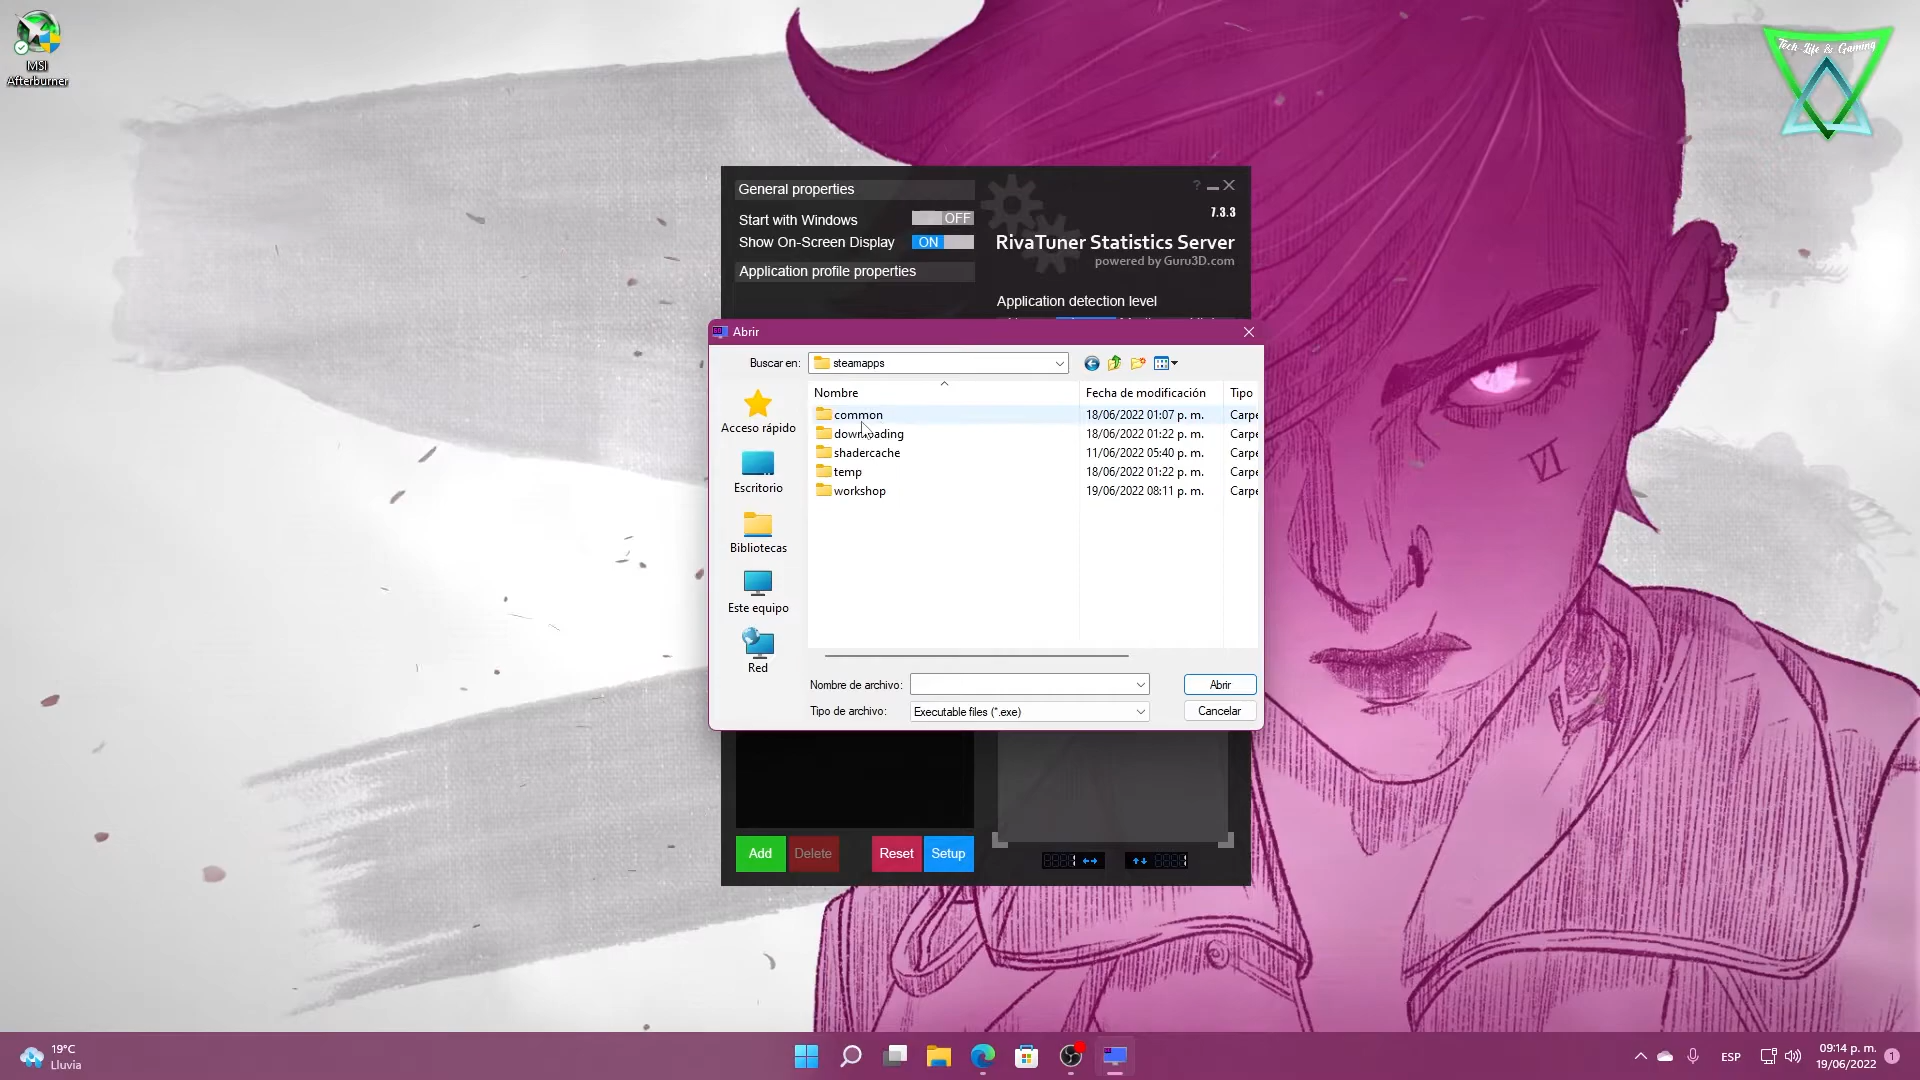 MSI
Afterburner
Tech Life & Gaming
General properties
7.3.3
Start with Windows
OFF
Show On-Screen Display
ON
RivaTuner Statistics Server
powered by Guru3D.com
Application profile properties
Application detection level
Abrir
Buscar en:
steamapps
Nombre
Fecha de modificación
Tipo
common
18/06/2022 01:07 p. m.
Carpe
downloading
18/06/2022 01:22 p. m.
Carpe
shadercache
11/06/2022 05:40 p. m.
Carpe
temp
18/06/2022 01:22 p. m.
Carpe
workshop
19/06/2022 08:11 p. m.
Carpe
Acceso rápido
Escritorio
Bibliotecas
Este equipo
Red
Nombre de archivo:
Abrir
Tipo de archivo:
Executable files (*.exe)
Cancelar
Add
Delete
Reset
Setup
VI
19°C
Lluvia
ESP
09:14 p. m.
19/06/2022
1